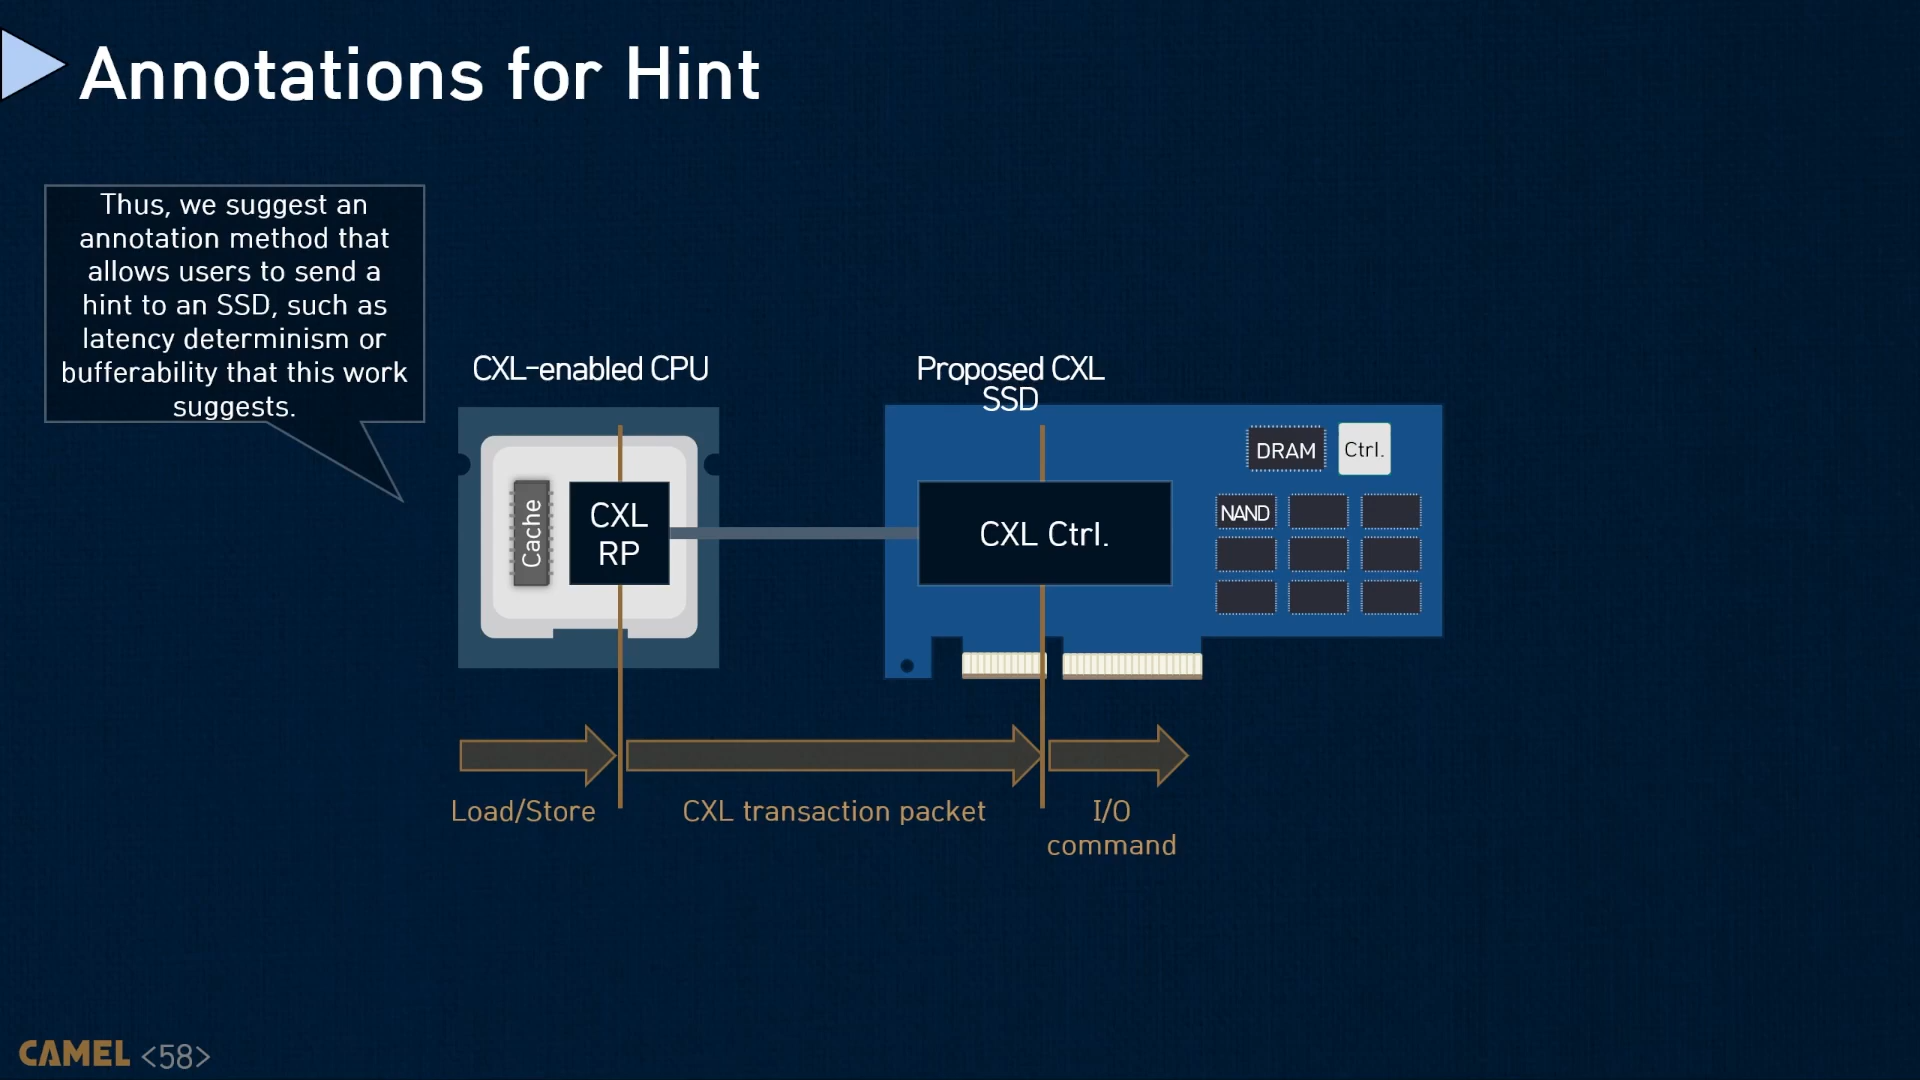 Annotations for Hint
Thus, we suggest an
annotation method that
allows users to send a
hint to an SSD, such as
latency determinism or
bufferability that this work
suggests.
CXL-enabled CPU
Cache
CXL
RP
Proposed CXL
SSD
CXL Ctrl.
DRAM
Ctrl.
NAND
Load/Store
CXL transaction packet
I/O
command
CAMEL <58>